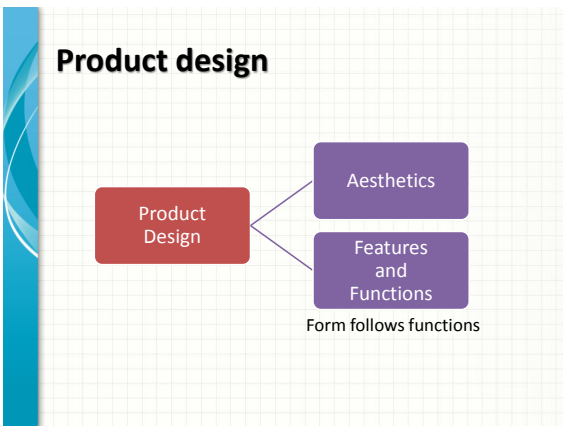 Product design
Product
Design
Aesthetics
Features
and
Functions
Form follows functions